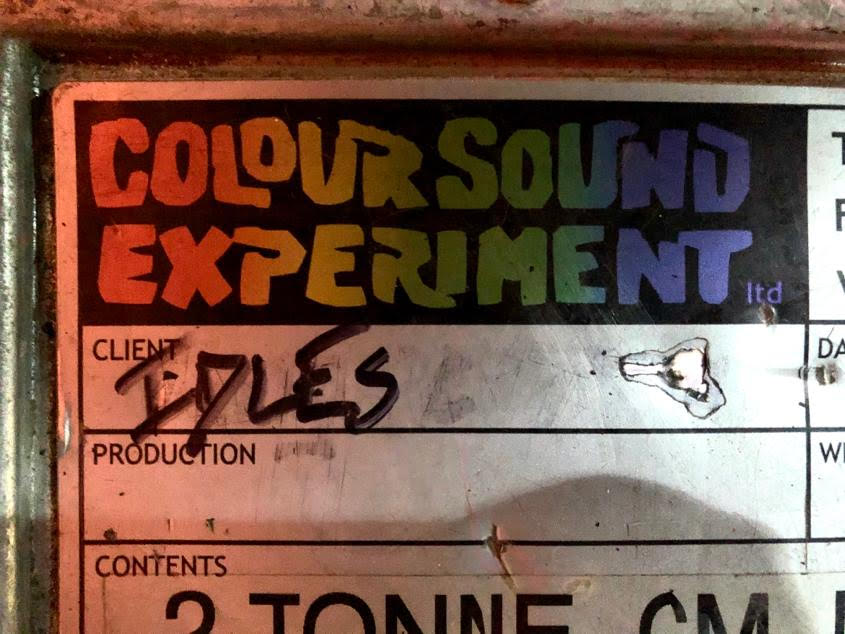 COLOUR SOUND
EXPERIMENT ltd
CLIENT
IDLES
PRODUCTION
CONTENTS
2 TONNE CM